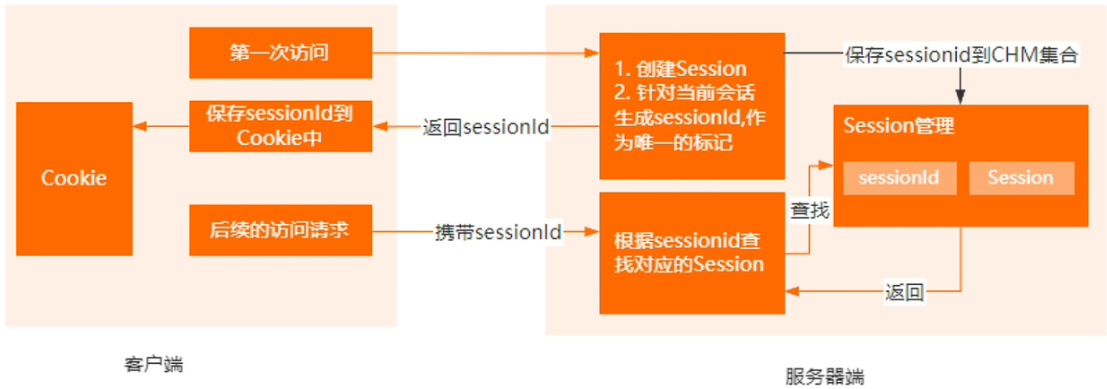 第一次访问
1. 创建Session
2. 针对当前会话
生成sessionId,作
为唯一的标记
保存sessionid到CHM集合
保存sessionId到
Cookie中
返回sessionId
Session管理
sessionId
Session
Cookie
后续的访问请求
携带sessionId
根据sessionid查
找对应的Session
查找
返回
客户端
服务器端